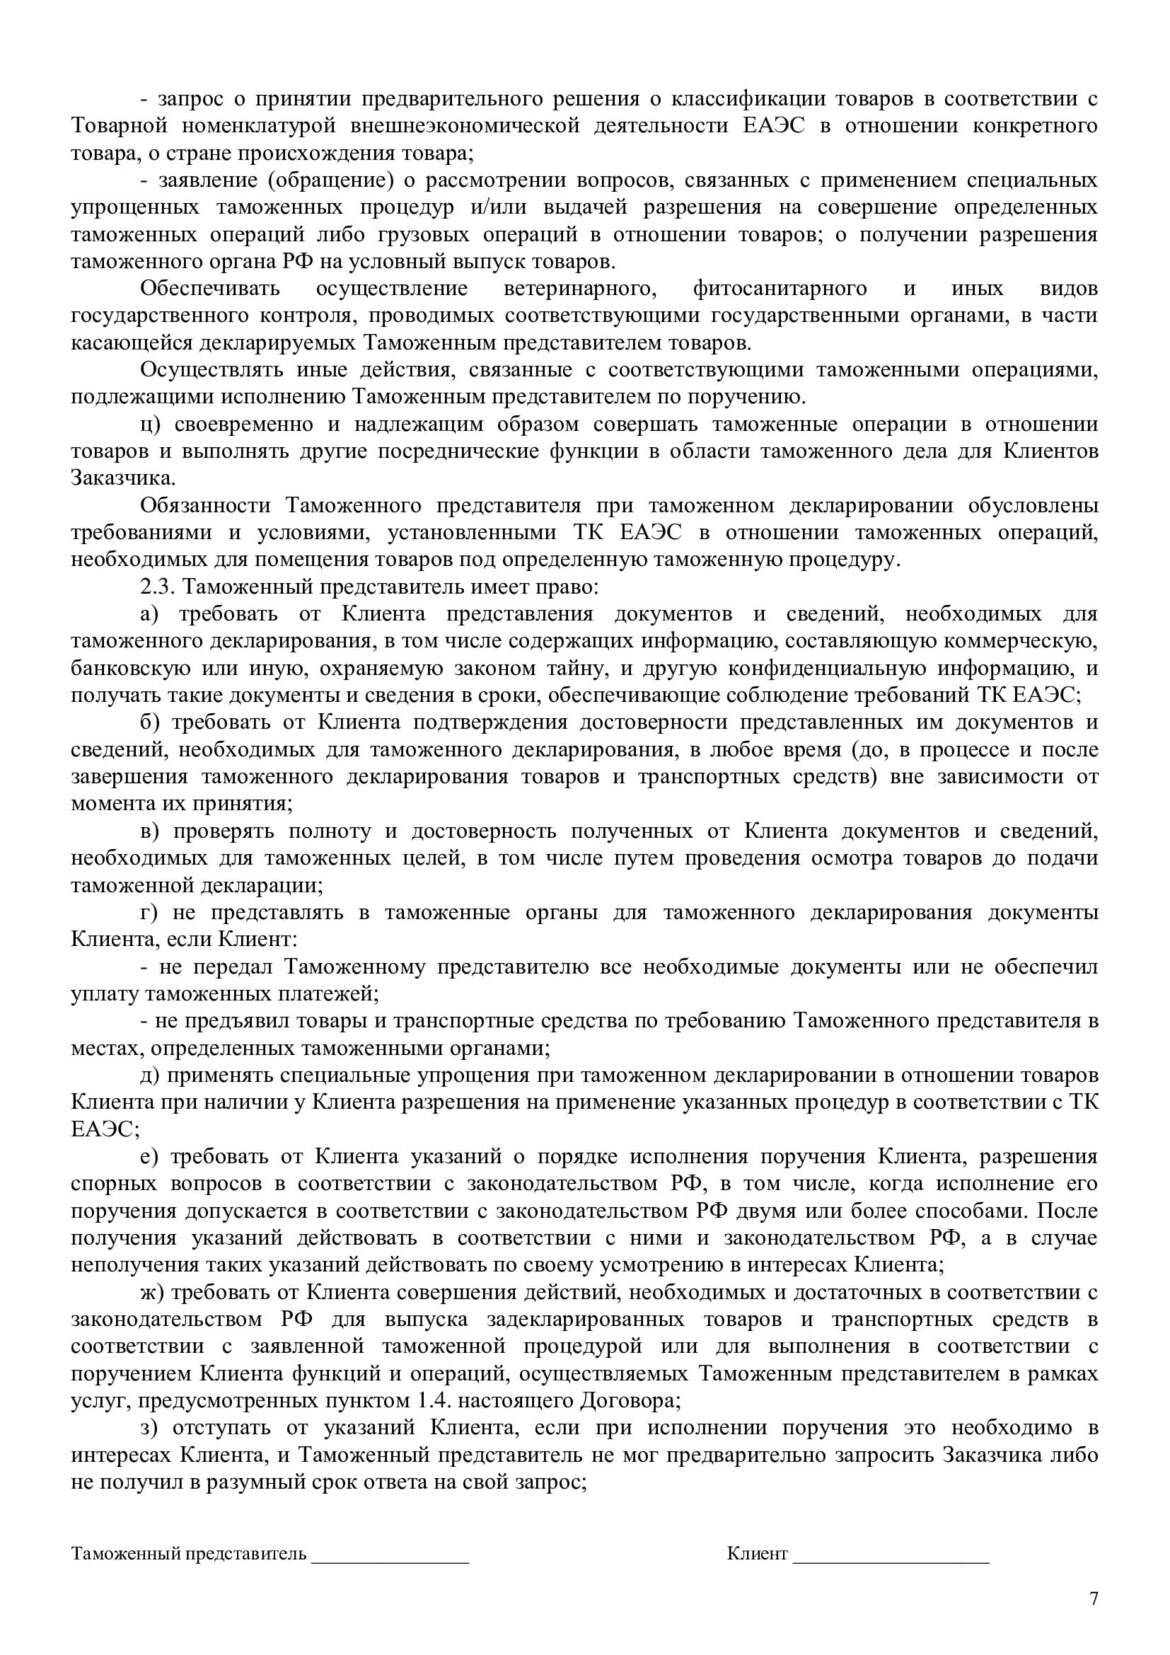 - запрос о принятии предварительного решения о классификации товаров в соответствии с
Товарной номенклатурой внешнеэкономической деятельности ЕАЭС в отношении конкретного
товара, о стране происхождения товара;
- заявление (обращение) о рассмотрении вопросов, связанных с применением специальных
упрощенных таможенных процедур и/или выдачей разрешения на совершение определенных
таможенных операций либо грузовых операций в отношении товаров; о получении разрешения
таможенного органа РФ на условный выпуск товаров.
Обеспечивать осуществление ветеринарного, фитосанитарного и иных видов
государственного контроля, проводимых соответствующими государственными органами, в части
касающейся декларируемых Таможенным представителем товаров.
Осуществлять иные действия, связанные с соответствующими таможенными операциями,
подлежащими исполнению Таможенным представителем по поручению.
ц) своевременно и надлежащим образом совершать таможенные операции в отношении
товаров и выполнять другие посреднические функции в области таможенного дела для Клиентов
Заказчика.
Обязанности Таможенного представителя при таможенном декларировании обусловлены
требованиями и условиями, установленными ТК ЕАЭС в отношении таможенных операций,
необходимых для помещения товаров под определенную таможенную процедуру.
2.3. Таможенный представитель имеет право:
а) требовать от Клиента представления документов и сведений, необходимых для
таможенного декларирования, в том числе содержащих информацию, составляющую коммерческую,
банковскую или иную, охраняемую законом тайну, и другую конфиденциальную информацию, и
получать такие документы и сведения в сроки, обеспечивающие соблюдение требований ТК ЕАЭС;
б) требовать от Клиента подтверждения достоверности представленных им документов и
сведений, необходимых для таможенного декларирования, в любое время (до, в процессе и после
завершения таможенного декларирования товаров и транспортных средств) вне зависимости от
момента их принятия;
в) проверять полноту и достоверность полученных от Клиента документов и сведений,
необходимых для таможенных целей, в том числе путем проведения осмотра товаров до подачи
таможенной декларации;
г) не представлять в таможенные органы для таможенного декларирования документы
Клиента, если Клиент:
- не передал Таможенному представителю все необходимые документы или не обеспечил
уплату таможенных платежей;
- не предъявил товары и транспортные средства по требованию Таможенного представителя в
местах, определенных таможенными органами;
д) применять специальные упрощения при таможенном декларировании в отношении товаров
Клиента при наличии у Клиента разрешения на применение указанных процедур в соответствии с ТК
ЕАЭС;
е) требовать от Клиента указаний о порядке исполнения поручения Клиента, разрешения
спорных вопросов в соответствии с законодательством РФ, в том числе, когда исполнение его
поручения допускается в соответствии с законодательством РФ двумя или более способами. После
получения указаний действовать в соответствии с ними и законодательством РФ, а в случае
неполучения таких указаний действовать по своему усмотрению в интересах Клиента;
ж) требовать от Клиента совершения действий, необходимых и достаточных в соответствии с
законодательством РФ для выпуска задекларированных товаров и транспортных средств в
соответствии с заявленной таможенной процедурой или для выполнения в соответствии с
поручением Клиента функций и операций, осуществляемых Таможенным представителем в рамках
услуг, предусмотренных пунктом 1.4. настоящего Договора;
з) отступать от указаний Клиента, если при исполнении поручения это необходимо в
интересах Клиента, и Таможенный представитель не мог предварительно запросить Заказчика либо
не получил в разумный срок ответа на свой запрос;
Таможенный представитель ________________ Клиент ____________________
7